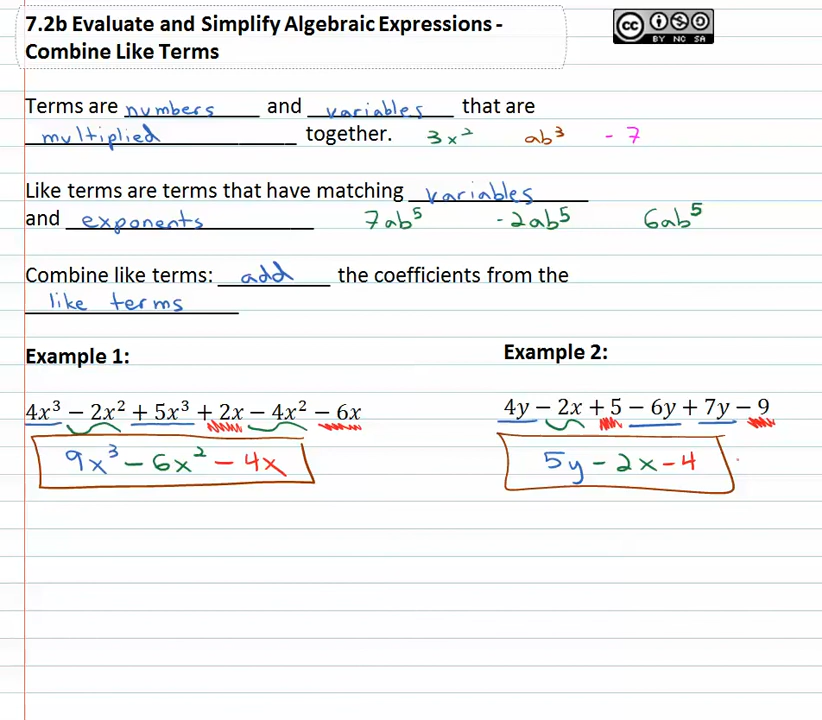 7.2b Evaluate and Simplify Algebraic Expressions -
Combine Like Terms
cc BY NC SA
Terms are numbers and variables that are
multiplied together. 3x² ab³ - 7
Like terms are terms that have matching variables
and exponents 7ab⁵ -2ab⁵ 6ab⁵
Combine like terms: add the coefficients from the
like terms
Example 1:
Example 2:
4x³ − 2x² + 5x³ + 2x − 4x² − 6x
4y − 2x + 5 − 6y + 7y − 9
9x³ − 6x² − 4x
5y − 2x − 4